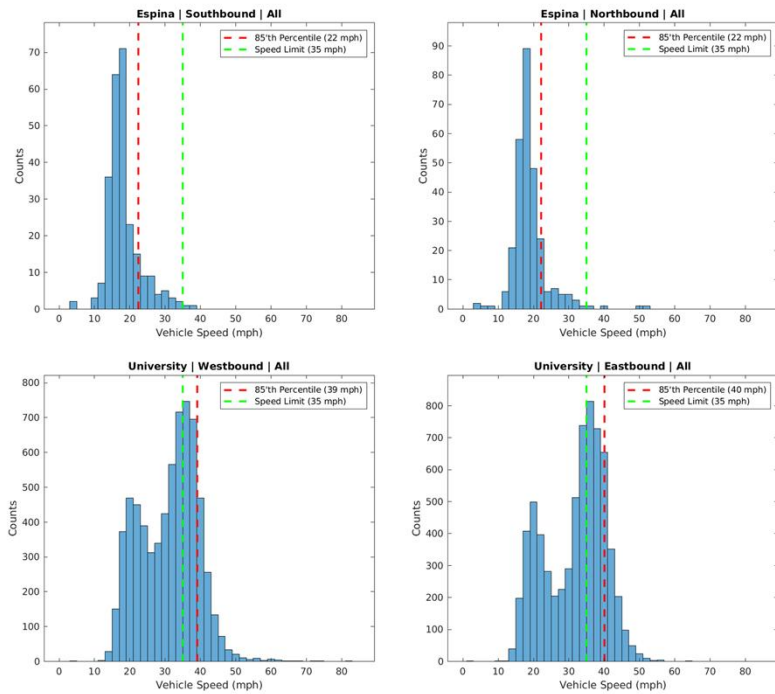 Espina | Southbound | All
85'th Percentile (22 mph)
Speed Limit (35 mph)
70
60
50
40
30
20
10
0
Counts
0 10 20 30 40 50 60 70 80
Vehicle Speed (mph)
Espina | Northbound | All
85'th Percentile (22 mph)
Speed Limit (35 mph)
90
80
70
60
50
40
30
20
10
0
Counts
0 10 20 30 40 50 60 70 80
Vehicle Speed (mph)
University | Westbound | All
85'th Percentile (39 mph)
Speed Limit (35 mph)
800
700
600
500
400
300
200
100
0
Counts
0 10 20 30 40 50 60 70 80
Vehicle Speed (mph)
University | Eastbound | All
85'th Percentile (40 mph)
Speed Limit (35 mph)
800
700
600
500
400
300
200
100
0
Counts
0 10 20 30 40 50 60 70 80
Vehicle Speed (mph)